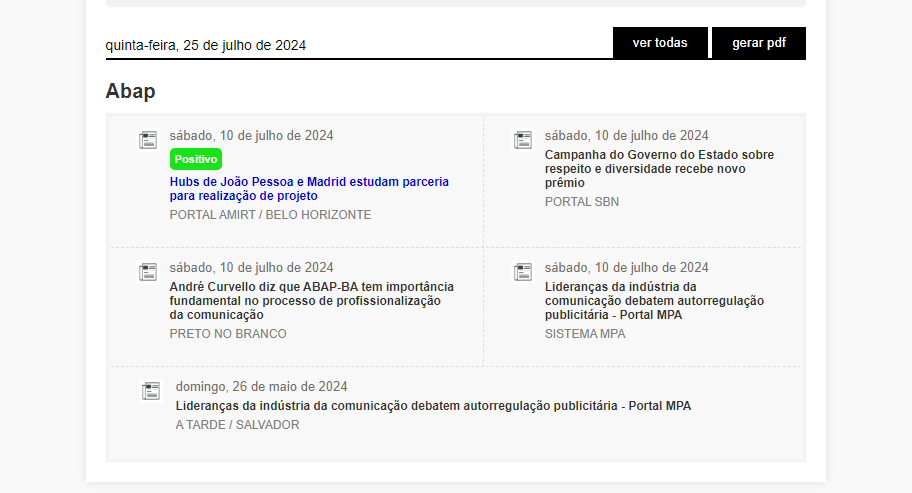 quinta-feira, 25 de julho de 2024
ver todas
gerar pdf
Abap
sábado, 10 de julho de 2024
Positivo
Hubs de João Pessoa e Madrid estudam parceria
para realização de projeto
PORTAL AMIRT / BELO HORIZONTE
sábado, 10 de julho de 2024
Campanha do Governo do Estado sobre
respeito e diversidade recebe novo
prêmio
PORTAL SBN
sábado, 10 de julho de 2024
André Curvello diz que ABAP-BA tem importância
fundamental no processo de profissionalização
da comunicação
PRETO NO BRANCO
sábado, 10 de julho de 2024
Lideranças da indústria da
comunicação debatem autorregulação
publicitária - Portal MPA
SISTEMA MPA
domingo, 26 de maio de 2024
Lideranças da indústria da comunicação debatem autorregulação publicitária - Portal MPA
A TARDE / SALVADOR